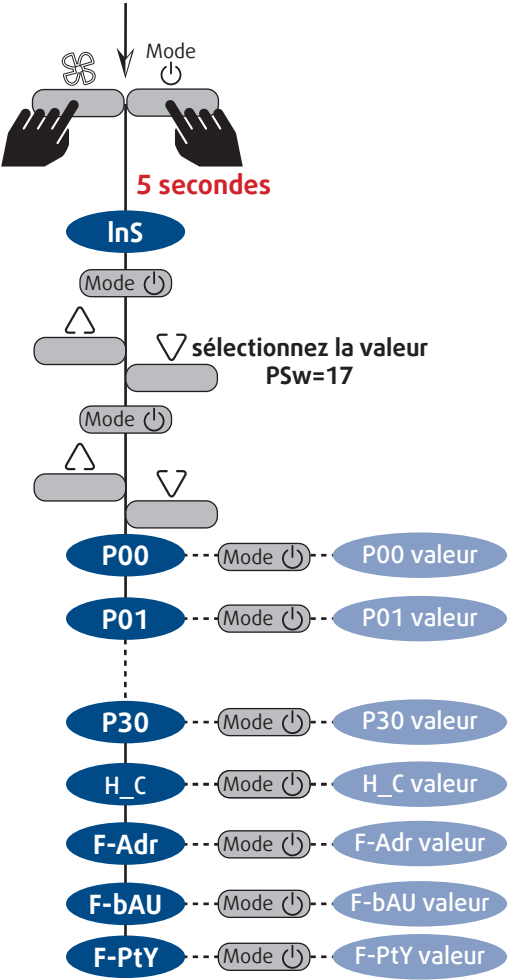 Mode
5 secondes
InS
Mode
sélectionnez la valeur
PSw=17
Mode
P00 Mode P00 valeur
P01 Mode P01 valeur
P30 Mode P30 valeur
H_C Mode H_C valeur
F-Adr Mode F-Adr valeur
F-bAU Mode F-bAU valeur
F-PtY Mode F-PtY valeur